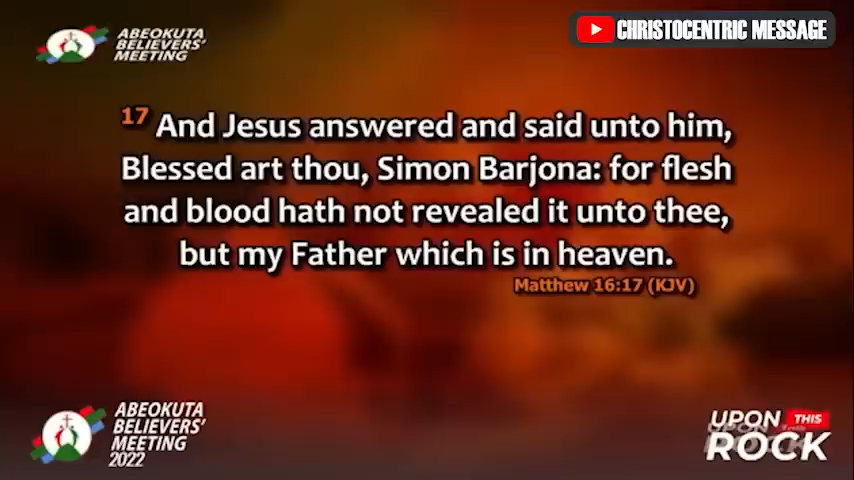 ABEOKUTA
BELIEVERS'
MEETING
CHRISTOCENTRIC MESSAGE
17 And Jesus answered and said unto him,
Blessed art thou, Simon Barjona: for flesh
and blood hath not revealed it unto thee,
but my Father which is in heaven.
Matthew 16:17 (KJV)
ABEOKUTA
BELIEVERS'
MEETING
2022
UPON THIS
ROCK